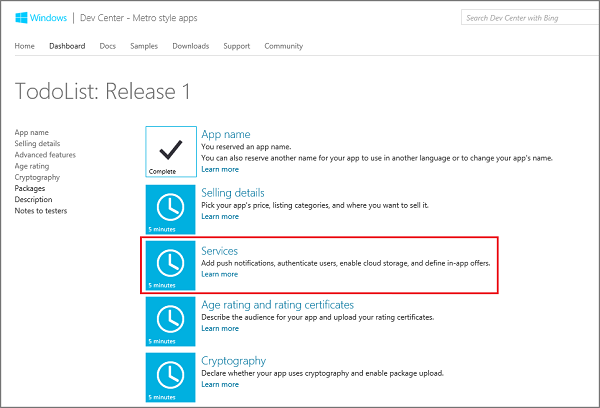 Windows | Dev Center - Metro style apps
Search Dev Center with Bing
Home Dashboard Docs Samples Downloads Support Community
TodoList: Release 1
App name
Selling details
Advanced features
Age rating
Cryptography
Packages
Description
Notes to testers
Complete
App name
You reserved an app name.
You can also reserve another name for your app to use in another language or to change your app's name.
Learn more
5 minutes
Selling details
Pick your app's price, listing categories, and where you want to sell it.
Learn more
5 minutes
Services
Add push notifications, authenticate users, enable cloud storage, and define in-app offers.
Learn more
5 minutes
Age rating and rating certificates
Describe the audience for your app and upload your rating certificates.
Learn more
5 minutes
Cryptography
Declare whether your app uses cryptography and enable package upload.
Learn more